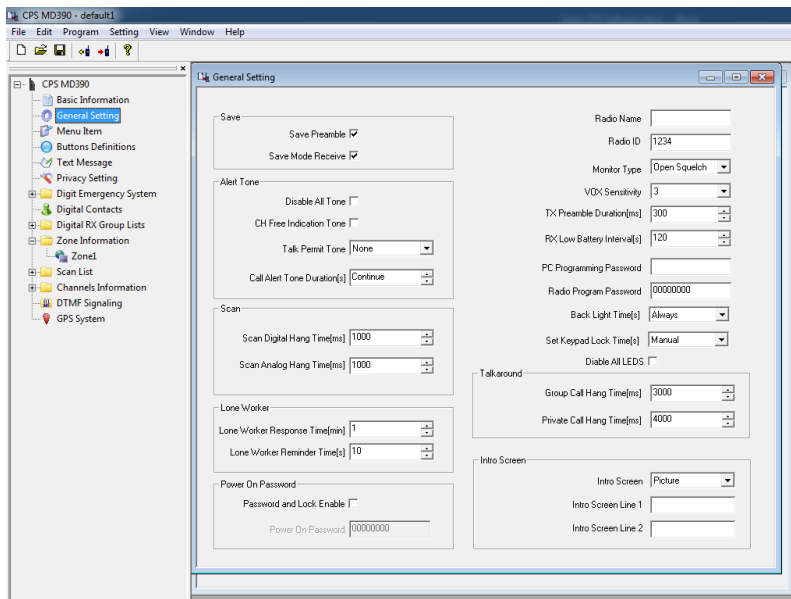 CPS MD390 - default1
File Edit Program Setting View Window Help
CPS MD390
Basic Information
General Setting
Menu Item
Buttons Definitions
Text Message
Privacy Setting
Digit Emergency System
Digital Contacts
Digital RX Group Lists
Zone Information
Zone1
Scan List
Channels Information
DTMF Signaling
GPS System
General Setting
Save
Save Preamble
Save Mode Receive
Alert Tone
Disable All Tone
CH Free Indication Tone
Talk Permit Tone None
Call Alert Tone Duration[s] Continue
Scan
Scan Digital Hang Time[ms] 1000
Scan Analog Hang Time[ms] 1000
Lone Worker
Lone Worker Response Time[min] 1
Lone Worker Reminder Time[s] 10
Power On Password
Password and Lock Enable
Power On Password 00000000
Radio Name
Radio ID 1234
Monitor Type Open Squelch
VOX Sensitivity 3
TX Preamble Duration[ms] 300
RX Low Battery Interval[s] 120
PC Programming Password
Radio Program Password 00000000
Back Light Time[s] Always
Set Keypad Lock Time[s] Manual
Diable All LEDS
Talkaround
Group Call Hang Time[ms] 3000
Private Call Hang Time[ms] 4000
Intro Screen
Intro Screen Picture
Intro Screen Line 1
Intro Screen Line 2